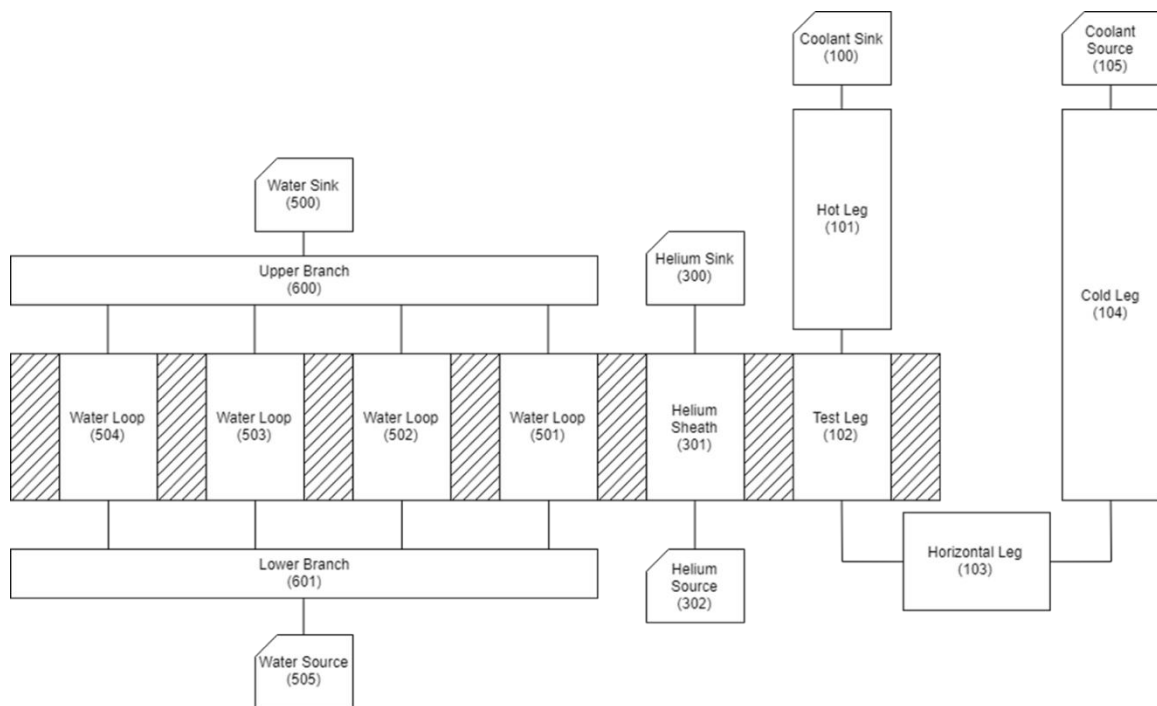 Coolant Sink
(100)
Coolant
Source
(105)
Water Sink
(500)
Hot Leg
(101)
Upper Branch
(600)
Helium Sink
(300)
Cold Leg
(104)
Water Loop
(504)
Water Loop
(503)
Water Loop
(502)
Water Loop
(501)
Helium
Sheath
(301)
Test Leg
(102)
Lower Branch
(601)
Helium
Source
(302)
Horizontal Leg
(103)
Water Source
(505)